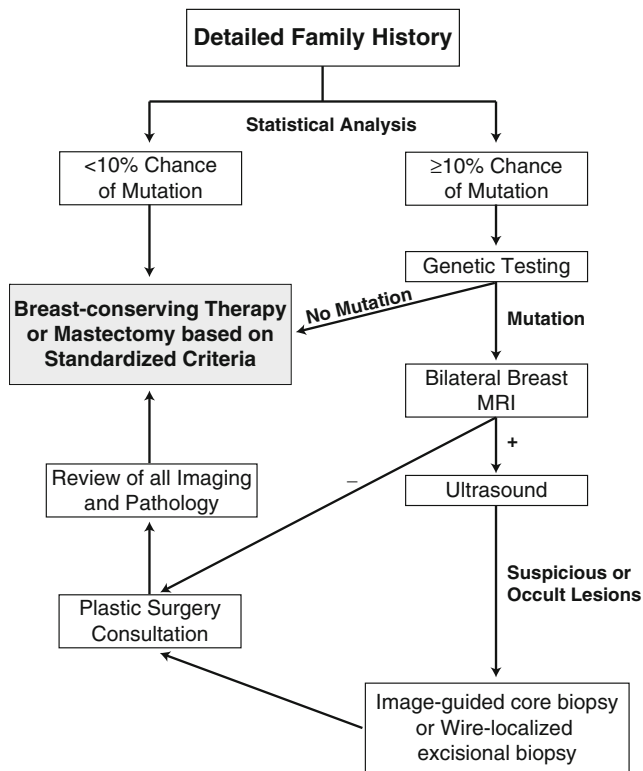 Detailed Family History
Statistical Analysis
<10% Chance
of Mutation
≥10% Chance
of Mutation
Genetic Testing
Breast-conserving Therapy
or Mastectomy based on
Standardized Criteria
No Mutation
Mutation
Bilateral Breast
MRI
+
–
Review of all Imaging
and Pathology
Ultrasound
Suspicious or
Occult Lesions
Plastic Surgery
Consultation
Image-guided core biopsy
or Wire-localized
excisional biopsy